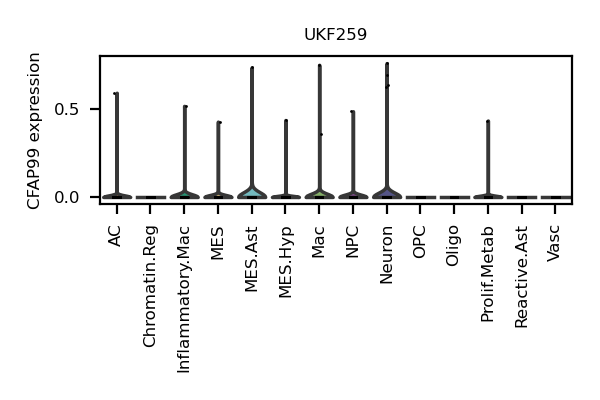 UKF259
CFAP99 expression
0.5
0.0
AC
Chromatin.Reg
Inflammatory.Mac
MES
MES.Ast
MES.Hyp
Mac
NPC
Neuron
OPC
Oligo
Prolif.Metab
Reactive.Ast
Vasc